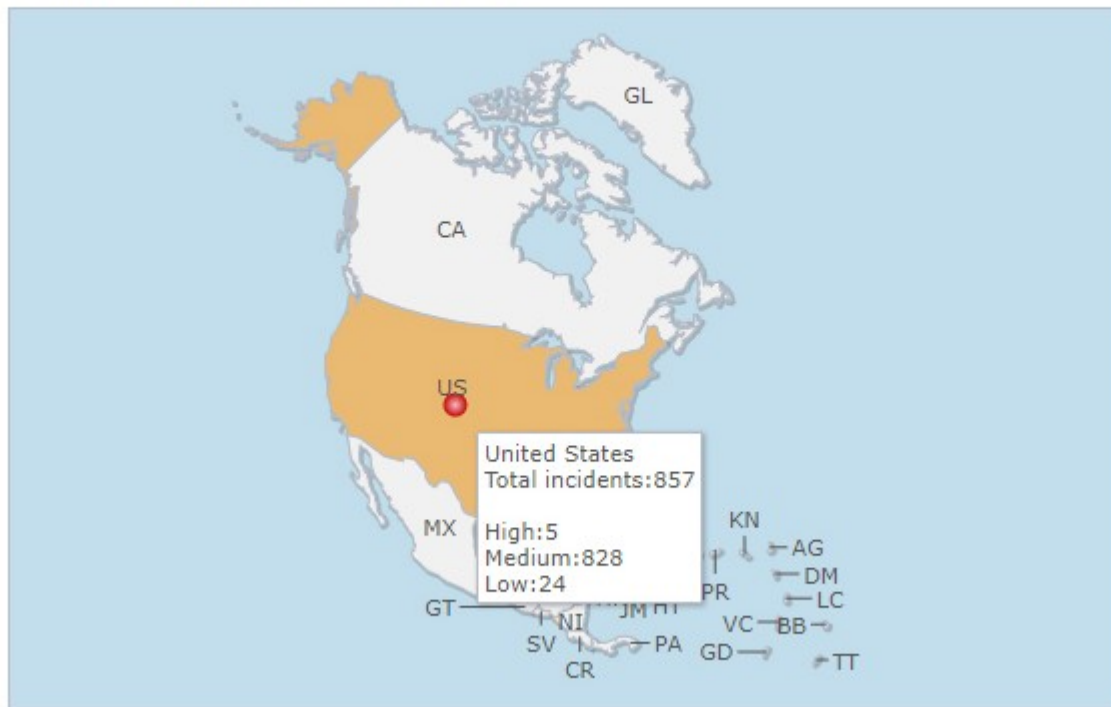 GL
CA
US
United States
Total incidents:857
High:5
Medium:828
Low:24
MX
KN
AG
DM
PR
LC
GT
JM HT
NI
VC
BB
SV
PA
GD
CR
TT